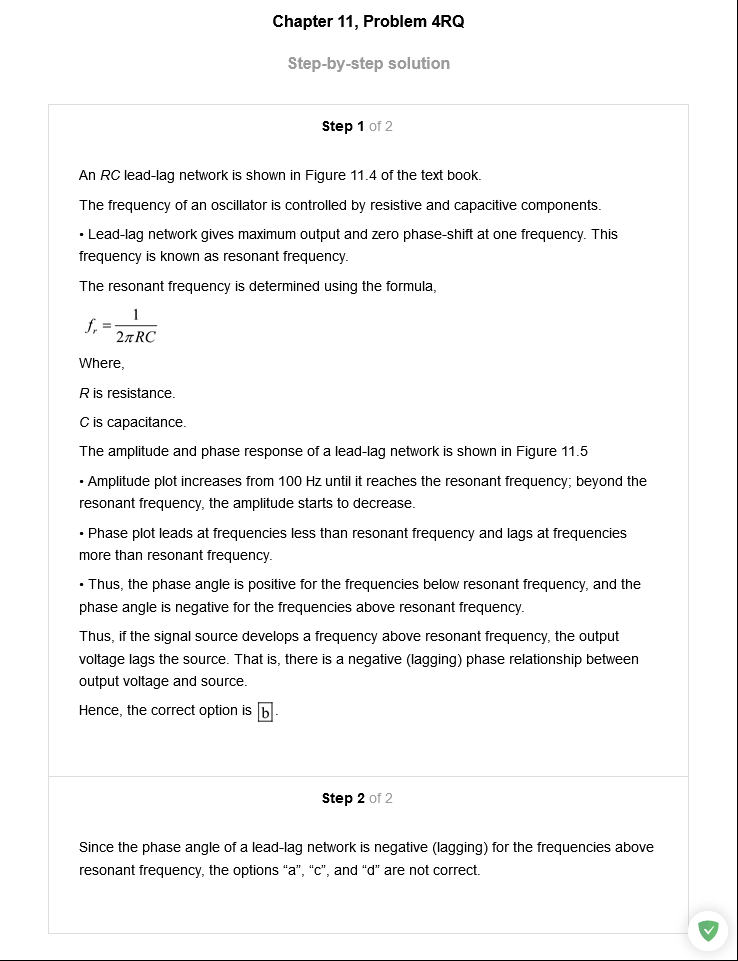 Chapter 11, Problem 4RQ
Step-by-step solution
Step 1 of 2
An RC lead-lag network is shown in Figure 11.4 of the text book.
The frequency of an oscillator is controlled by resistive and capacitive components.
• Lead-lag network gives maximum output and zero phase-shift at one frequency. This
frequency is known as resonant frequency.
The resonant frequency is determined using the formula,
f_r = 1/(2πRC)
Where,
R is resistance.
C is capacitance.
The amplitude and phase response of a lead-lag network is shown in Figure 11.5
• Amplitude plot increases from 100 Hz until it reaches the resonant frequency; beyond the
resonant frequency, the amplitude starts to decrease.
• Phase plot leads at frequencies less than resonant frequency and lags at frequencies
more than resonant frequency.
• Thus, the phase angle is positive for the frequencies below resonant frequency, and the
phase angle is negative for the frequencies above resonant frequency.
Thus, if the signal source develops a frequency above resonant frequency, the output
voltage lags the source. That is, there is a negative (lagging) phase relationship between
output voltage and source.
Hence, the correct option is b.
Step 2 of 2
Since the phase angle of a lead-lag network is negative (lagging) for the frequencies above
resonant frequency, the options “a”, “c”, and “d” are not correct.